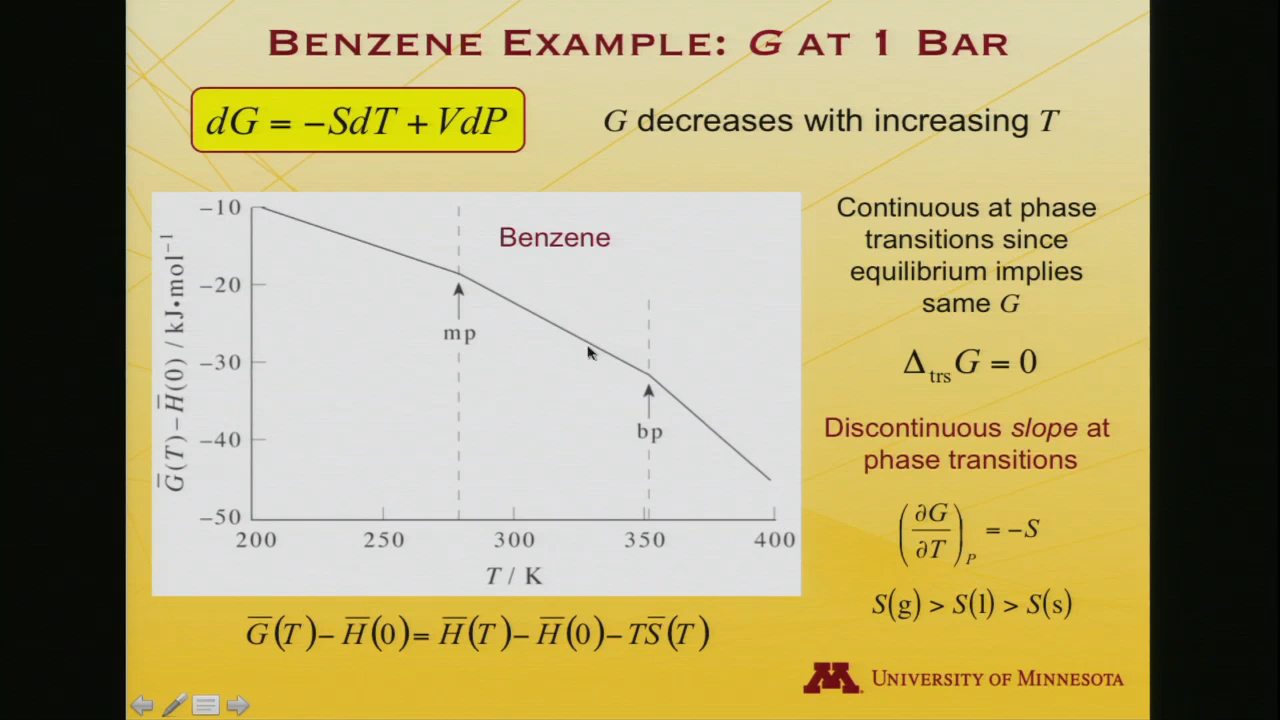 BENZENE EXAMPLE: G AT 1 BAR
dG = −SdT + VdP
G decreases with increasing T
Continuous at phase
transitions since
equilibrium implies
same G
Δ_trs G = 0
Discontinuous slope at
phase transitions
(∂G/∂T)_P = −S
S(g) > S(l) > S(s)
G̅(T) − H̅(0) / kJ•mol⁻¹
−10
−20
−30
−40
−50
Benzene
mp
bp
200 250 300 350 400
T / K
G̅(T) − H̅(0) = H̅(T) − H̅(0) − TS̅(T)
M
UNIVERSITY OF MINNESOTA